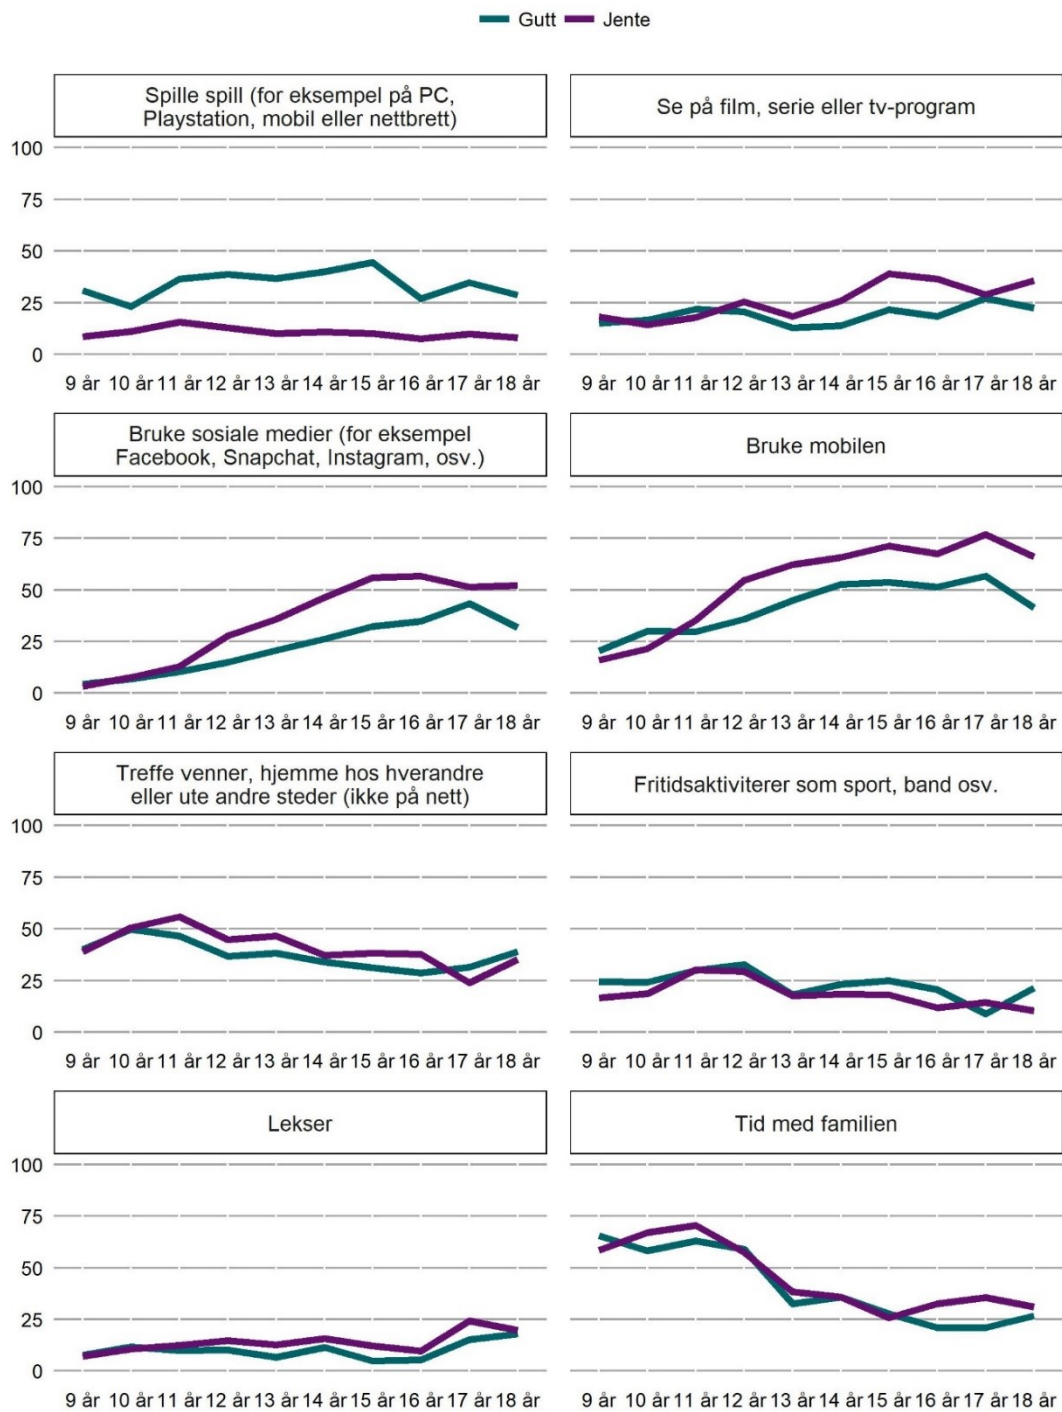 Gutt Jente
Spille spill (for eksempel på PC,
Playstation, mobil eller nettbrett)
100
75
50
25
0
9 år 10 år 11 år 12 år 13 år 14 år 15 år 16 år 17 år 18 år
Se på film, serie eller tv-program
9 år 10 år 11 år 12 år 13 år 14 år 15 år 16 år 17 år 18 år
Bruke sosiale medier (for eksempel
Facebook, Snapchat, Instagram, osv.)
100
75
50
25
0
9 år 10 år 11 år 12 år 13 år 14 år 15 år 16 år 17 år 18 år
Bruke mobilen
9 år 10 år 11 år 12 år 13 år 14 år 15 år 16 år 17 år 18 år
Treffe venner, hjemme hos hverandre
eller ute andre steder (ikke på nett)
100
75
50
25
0
9 år 10 år 11 år 12 år 13 år 14 år 15 år 16 år 17 år 18 år
Fritidsaktiviterer som sport, band osv.
9 år 10 år 11 år 12 år 13 år 14 år 15 år 16 år 17 år 18 år
Lekser
100
75
50
25
0
9 år 10 år 11 år 12 år 13 år 14 år 15 år 16 år 17 år 18 år
Tid med familien
9 år 10 år 11 år 12 år 13 år 14 år 15 år 16 år 17 år 18 år